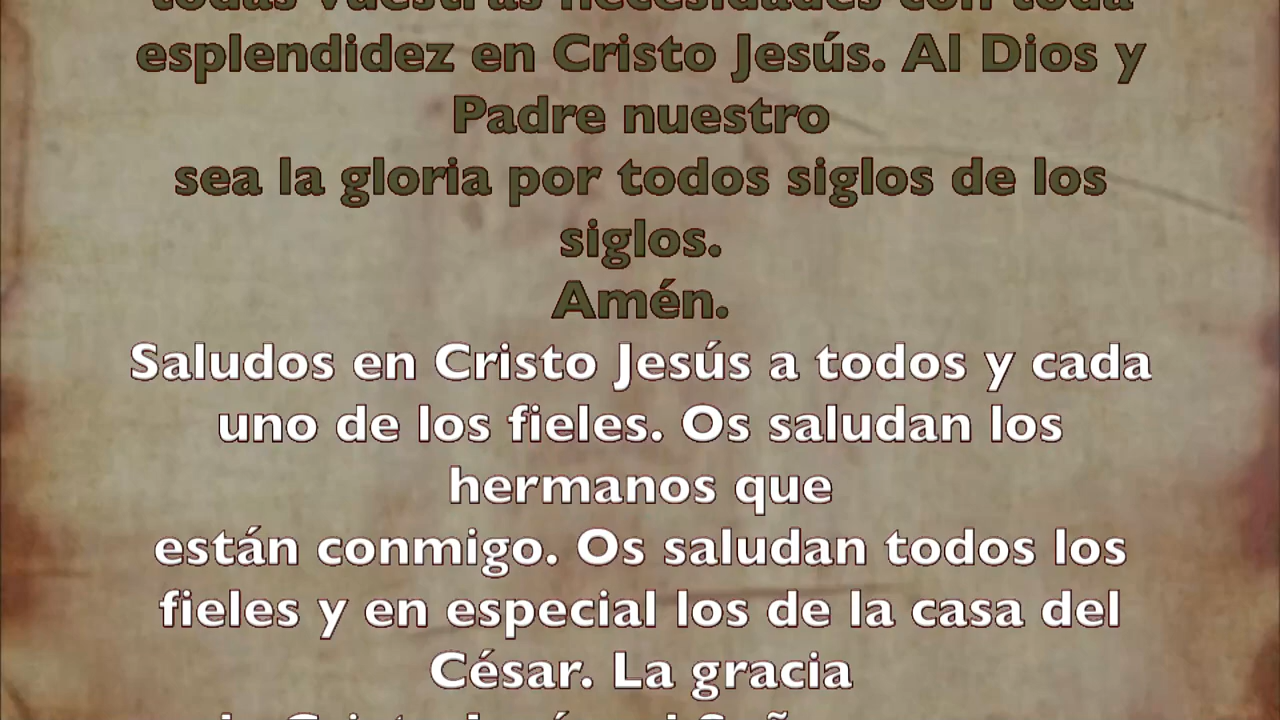 todas vuestras necesidades con toda
esplendidez en Cristo Jesús. Al Dios y
Padre nuestro
sea la gloria por todos siglos de los
siglos.
Amén.
Saludos en Cristo Jesús a todos y cada
uno de los fieles. Os saludan los
hermanos que
están conmigo. Os saludan todos los
fieles y en especial los de la casa del
César. La gracia